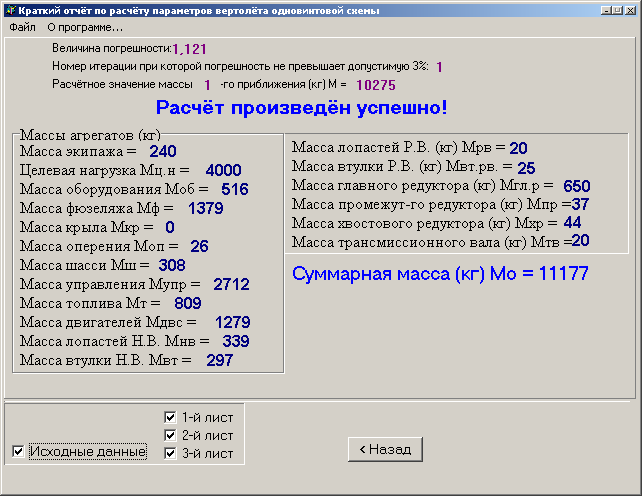 Краткий отчёт по расчёту параметров вертолёта одновинтовой схемы
Файл О программе...
Величина погрешности:1,121
Номер итерации при которой погрешность не превышает допустимую 3%: 1
Расчётное значение массы 1 -го приближения (кг) М = 10275
Расчёт произведён успешно!
Массы агрегатов (кг)
Масса экипажа = 240
Целевая нагрузка Мц.н = 4000
Масса оборудования Моб = 516
Масса фюзеляжа Мф = 1379
Масса крыла Мкр = 0
Масса оперения Моп = 26
Масса шасси Мш = 308
Масса управления Мупр = 2712
Масса топлива Мт = 809
Масса двигателей Мдвс = 1279
Масса лопастей Н.В. Мнв = 339
Масса втулки Н.В. Мвт = 297
Масса лопастей Р.В. (кг) Мрв = 20
Масса втулки Р.В. (кг) Мвт.рв. = 25
Масса главного редуктора (кг) Мгл.р = 650
Масса промежут-го редуктора (кг) Мпр =37
Масса хвостового редуктора (кг) Мхр = 44
Масса трансмиссионного вала (кг) Мтв =20
Суммарная масса (кг) Мо = 11177
Исходные данные
1-й лист
2-й лист
3-й лист
< Назад